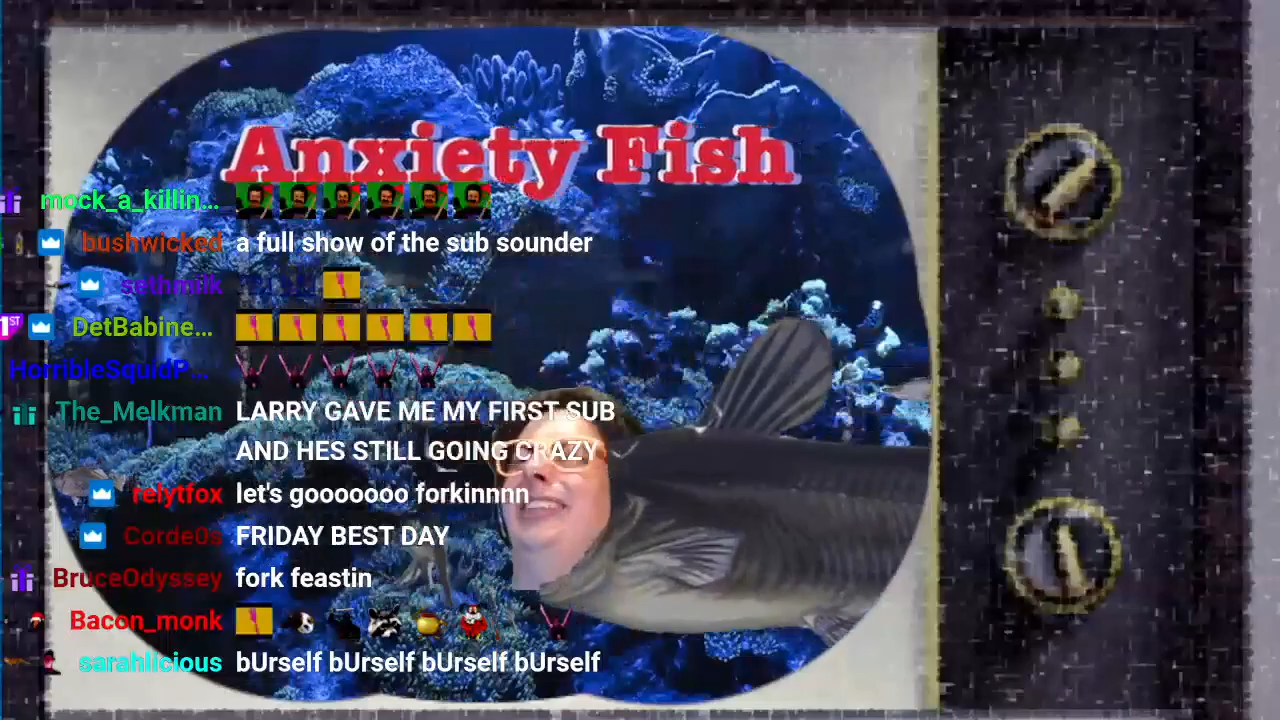 Anxiety Fish
mock_a_killin...
bushwicked a full show of the sub sounder
sethmilk
1ST DetBabine...
HorribleSquidP...
The_Melkman LARRY GAVE ME MY FIRST SUB
AND HES STILL GOING CRAZY
relytfox let's gooooooo forkinnnn
Corde0s FRIDAY BEST DAY
BruceOdyssey fork feastin
Bacon_monk
sarahlicious bUrself bUrself bUrself bUrself